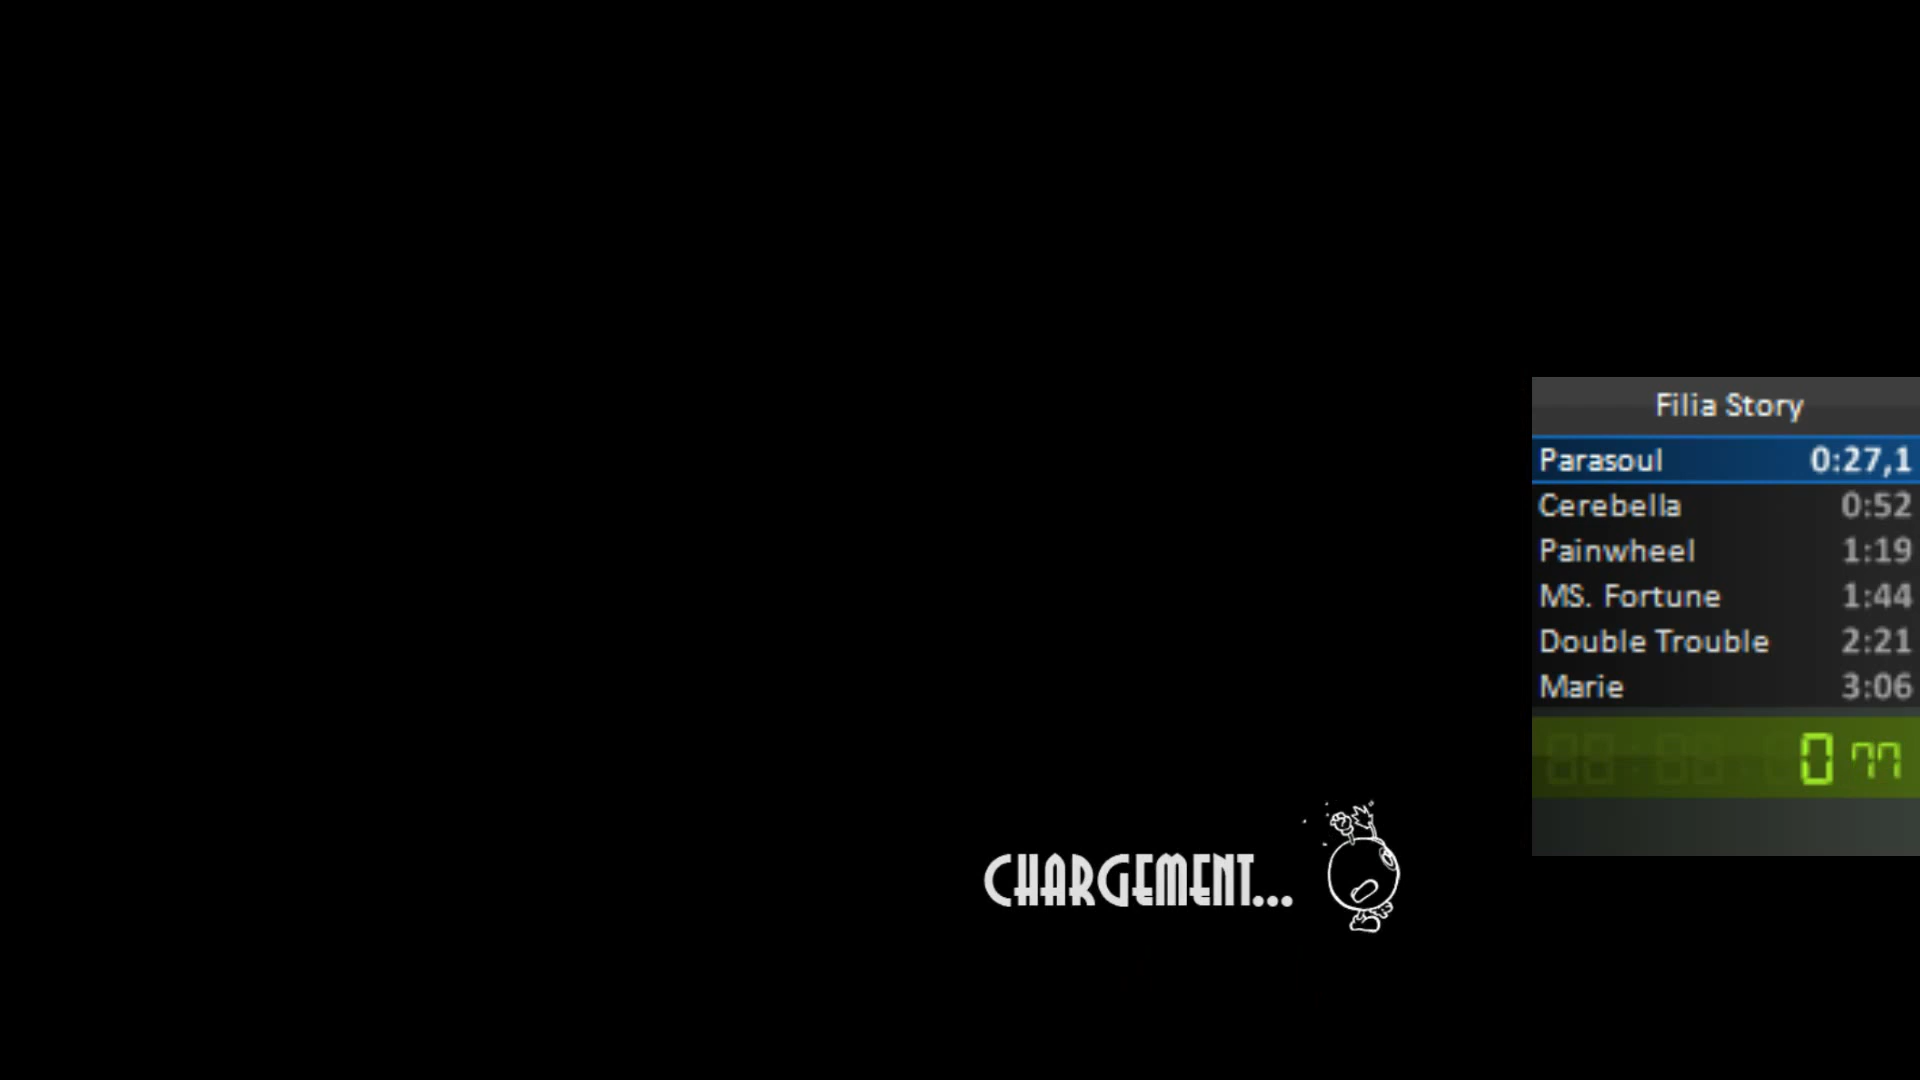 Filia Story
Parasoul 0:27,1
Cerebella 0:52
Painwheel 1:19
MS. Fortune 1:44
Double Trouble 2:21
Marie 3:06
0
CHARGEMENT...